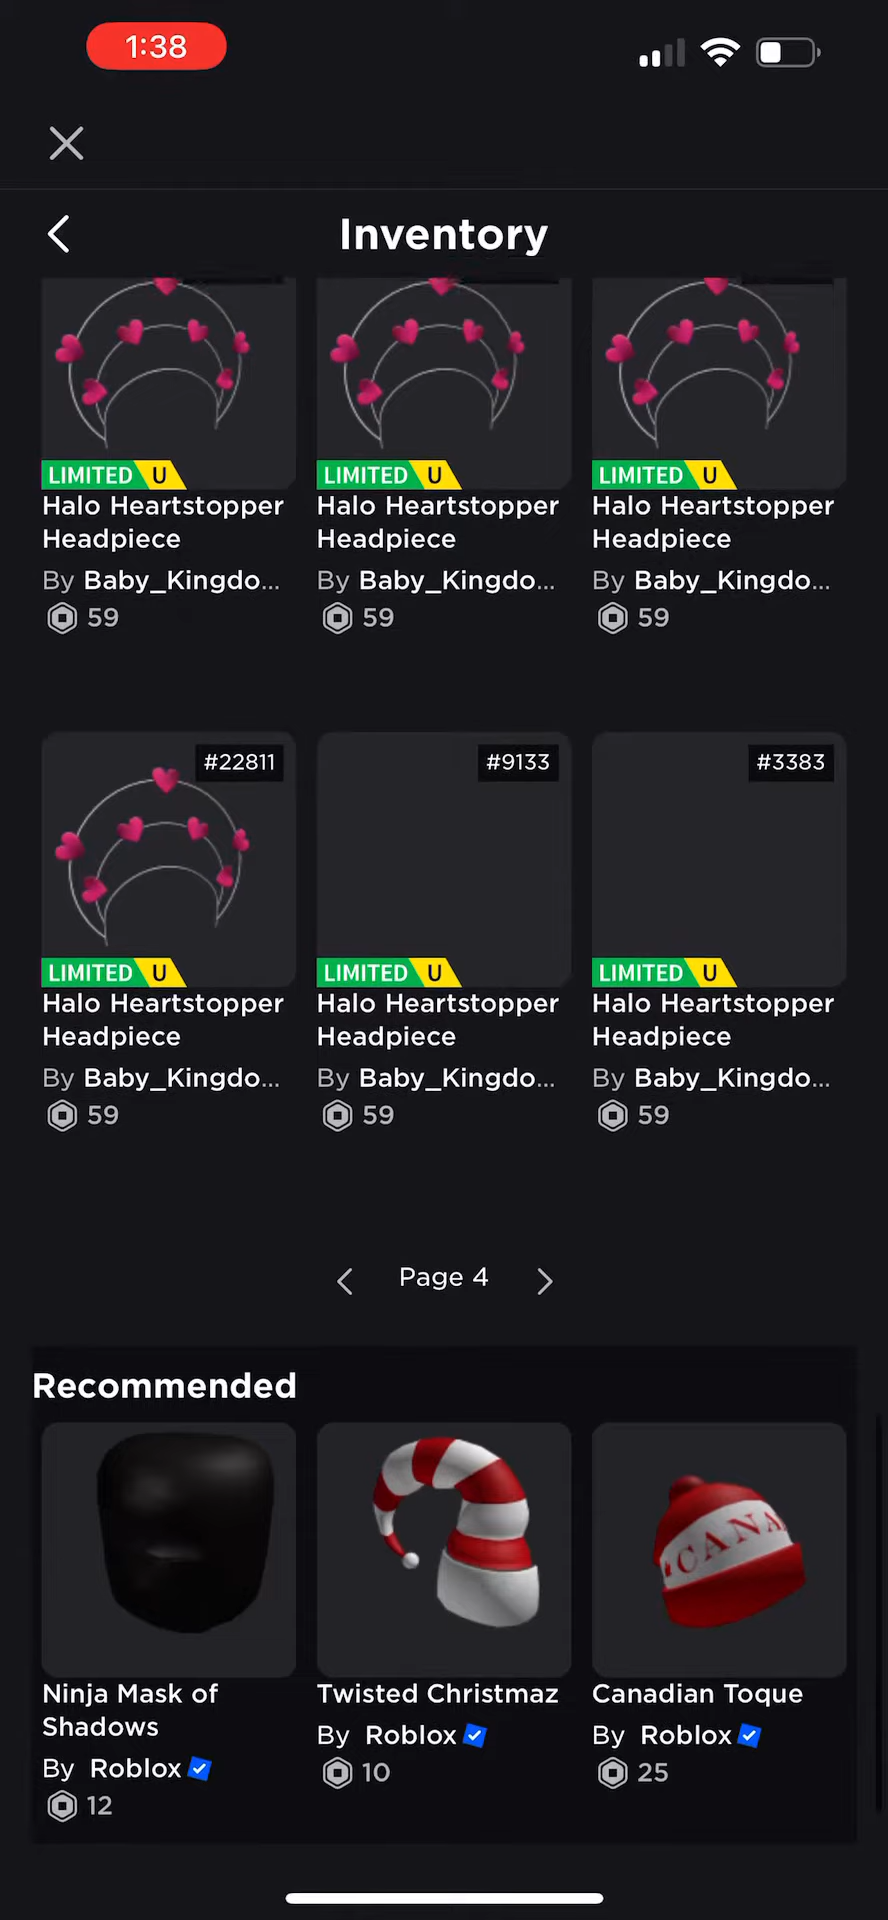 1:38
Inventory
LIMITED U
LIMITED U
LIMITED U
Halo Heartstopper
Headpiece
By Baby_Kingdo...
59
Halo Heartstopper
Headpiece
By Baby_Kingdo...
59
Halo Heartstopper
Headpiece
By Baby_Kingdo...
59
#22811
LIMITED U
Halo Heartstopper
Headpiece
By Baby_Kingdo...
59
#9133
LIMITED U
Halo Heartstopper
Headpiece
By Baby_Kingdo...
59
#3383
LIMITED U
Halo Heartstopper
Headpiece
By Baby_Kingdo...
59
Page 4
Recommended
Ninja Mask of
Shadows
By Roblox
12
Twisted Christmaz
By Roblox
10
CANA
Canadian Toque
By Roblox
25